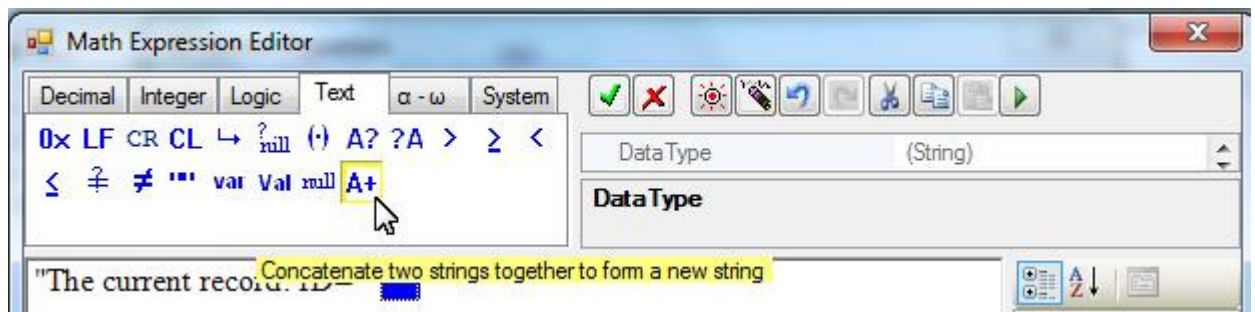 Math Expression Editor
Decimal Integer Logic Text α - ω System
0x LF CR CL ↵ ?null (·) A? ?A > ≥ <
DataType (String)
≤ ≠ "" var Val null A+
DataType
Concatenate two strings together to form a new string
"The current record: ID=